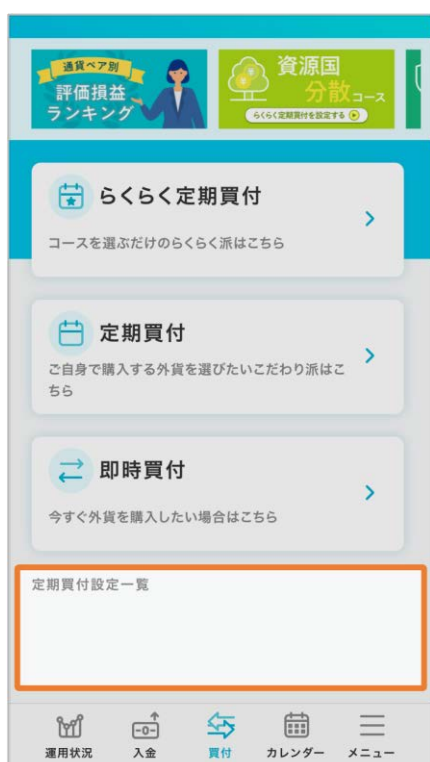 通貨ペア別
評価損益
ランキング
資源国
分散コース
らくらく定期買付を設定する
らくらく定期買付
コースを選ぶだけのらくらく派はこちら
定期買付
ご自身で購入する外貨を選びたいこだわり派はこ
ちら
即時買付
今すぐ外貨を購入したい場合はこちら
定期買付設定一覧
運用状況
入金
買付
カレンダー
メニュー